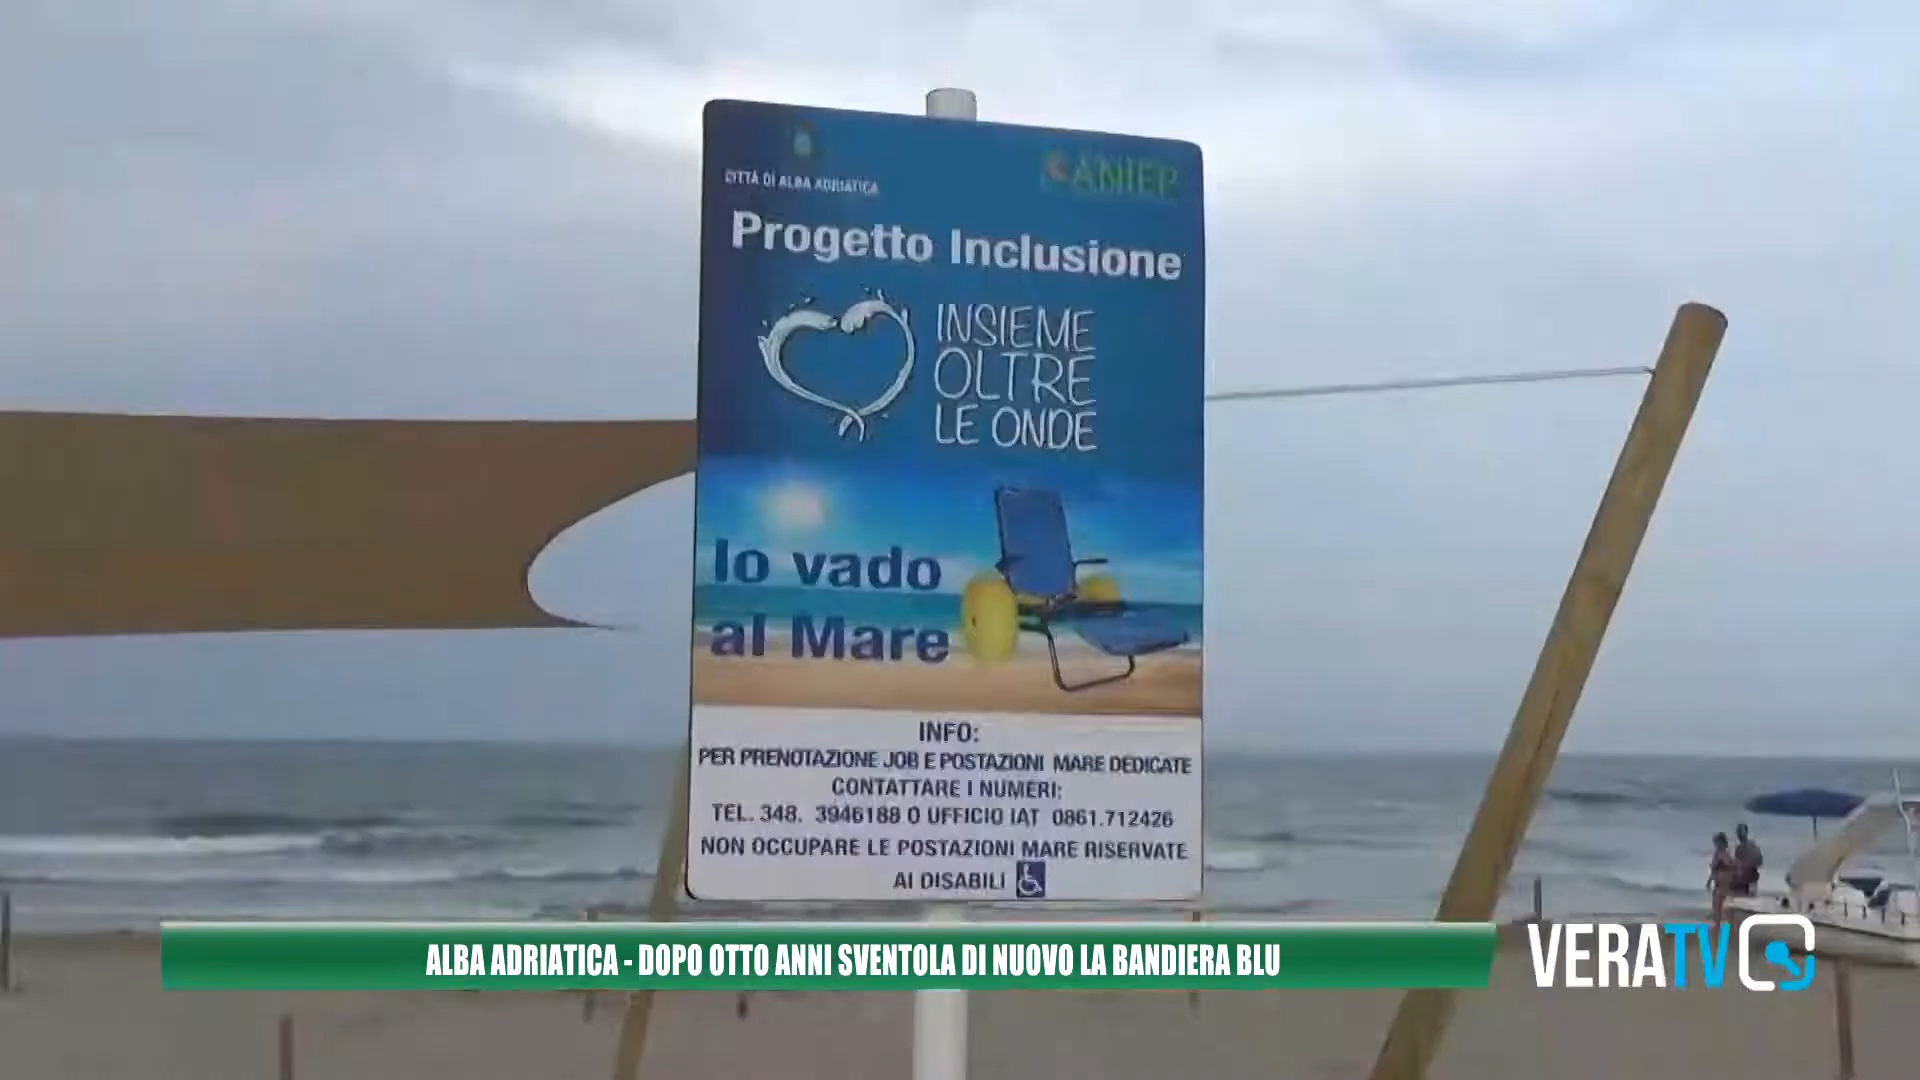 CITTÀ DI ALBA ADRIATICA
ANIEP
Progetto Inclusione
INSIEME
OLTRE
LE ONDE
Io vado
al Mare
INFO:
PER PRENOTAZIONE JOB E POSTAZIONI MARE DEDICATE
CONTATTARE I NUMERI:
TEL. 348. 3946188 O UFFICIO IAT 0861.712426
NON OCCUPARE LE POSTAZIONI MARE RISERVATE
AI DISABILI
ALBA ADRIATICA - DOPO OTTO ANNI SVENTOLA DI NUOVO LA BANDIERA BLU
VERATV